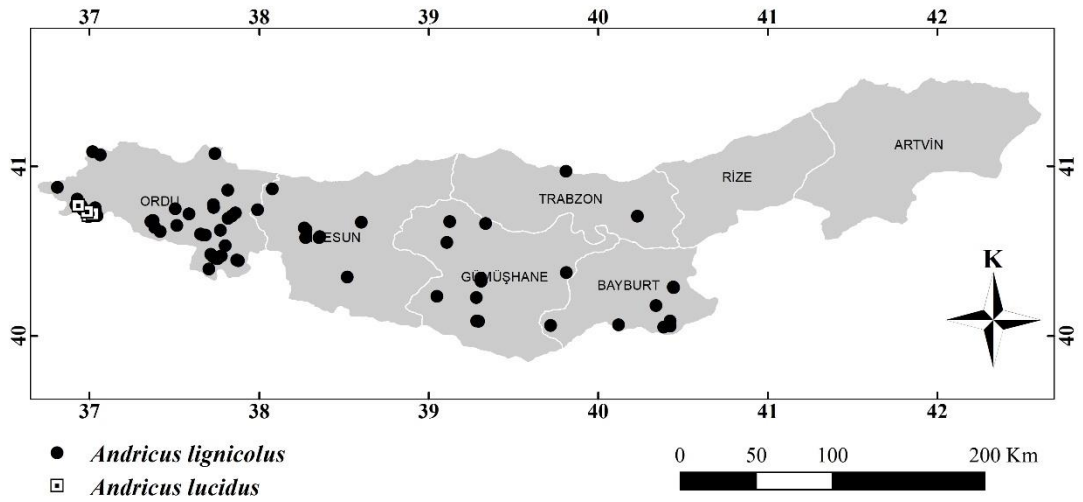 37 38 39 40 41 42
41 41
ARTVİN
RİZE
TRABZON
ORDU
ESUN
GÜMÜŞHANE
BAYBURT
K
40 40
37 38 39 40 41 42
Andricus lignicolus
Andricus lucidus
0 50 100 200 Km